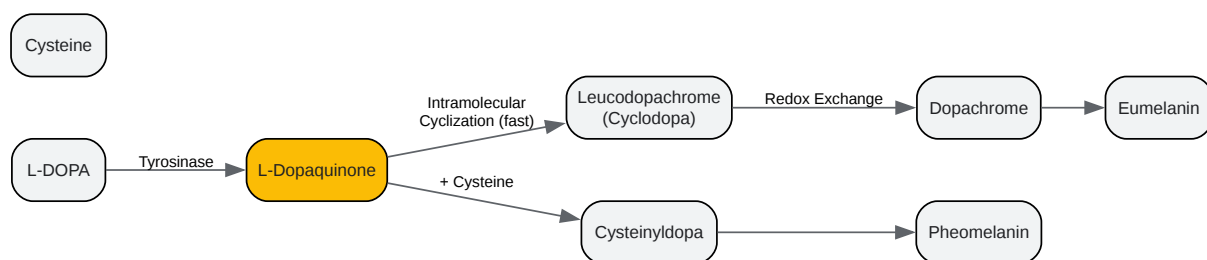 Cysteine
L-DOPA
Tyrosinase
L-Dopaquinone
Intramolecular
Cyclization (fast)
+ Cysteine
Leucodopachrome
(Cyclodopa)
Redox Exchange
Dopachrome
Eumelanin
Cysteinyldopa
Pheomelanin